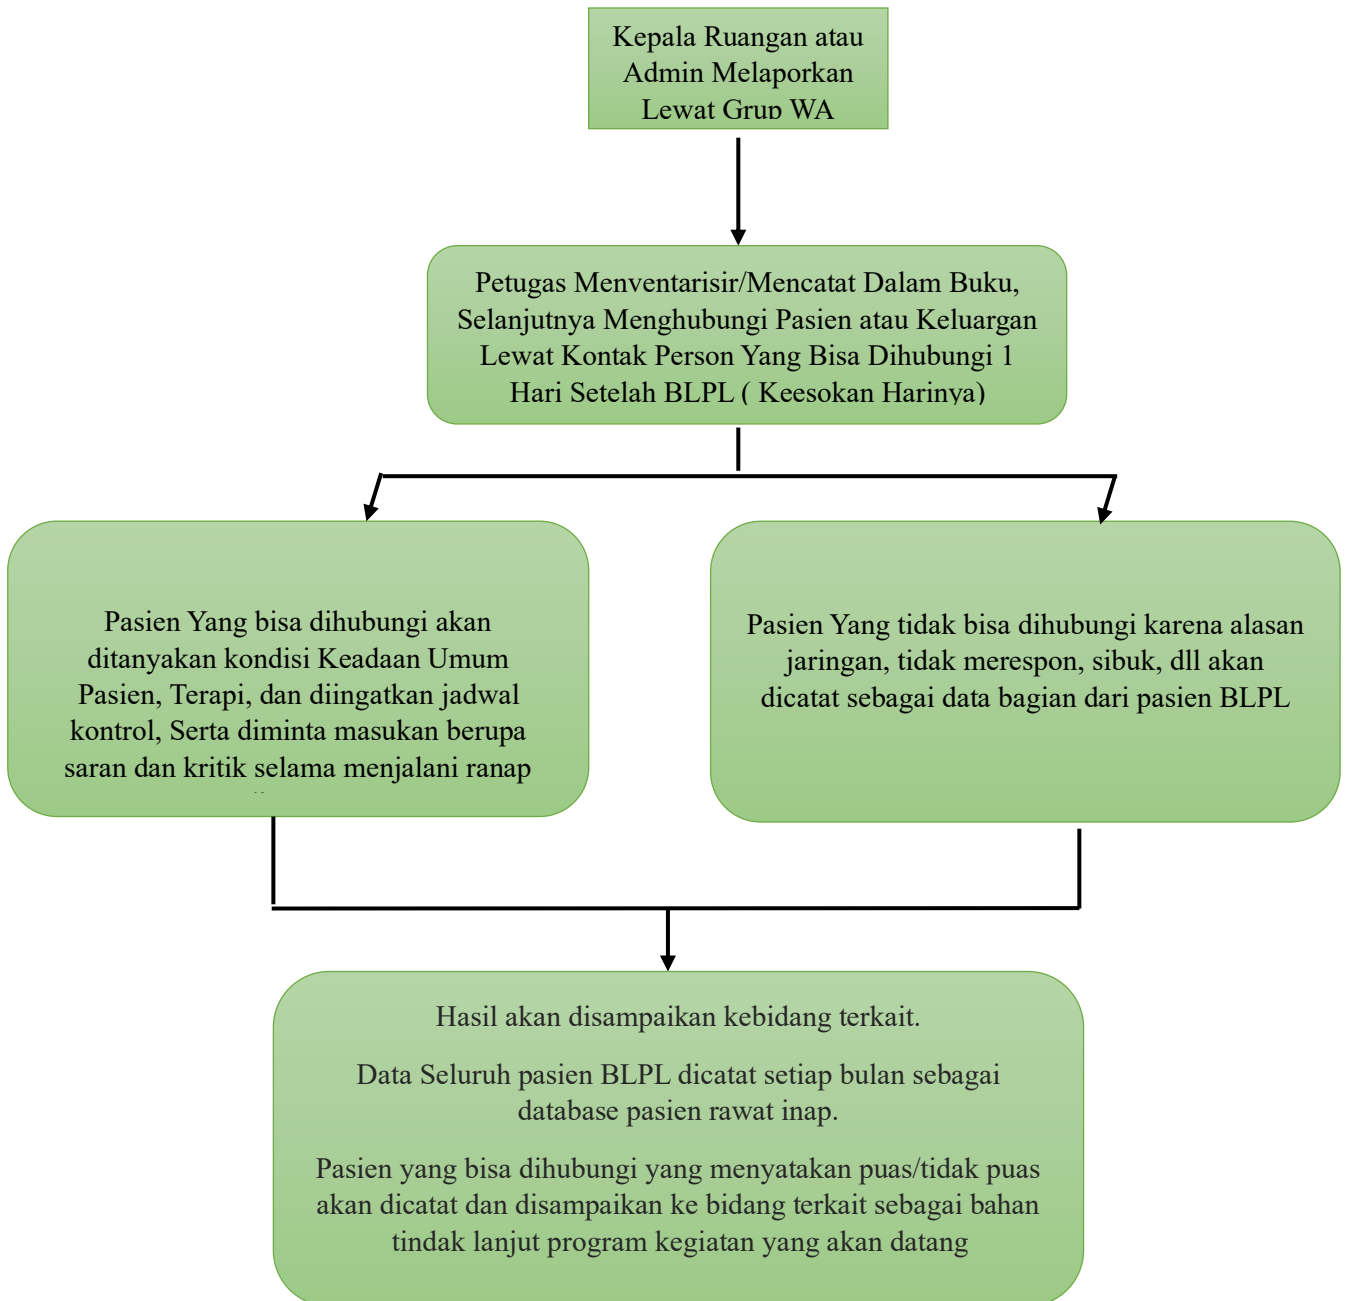 Kepala Ruangan atau
Admin Melaporkan
Lewat Grup WA
Petugas Menventarisir/Mencatat Dalam Buku,
Selanjutnya Menghubungi Pasien atau Keluargan
Lewat Kontak Person Yang Bisa Dihubungi 1
Hari Setelah BLPL ( Keesokan Harinya)
Pasien Yang bisa dihubungi akan
ditanyakan kondisi Keadaan Umum
Pasien, Terapi, dan diingatkan jadwal
kontrol, Serta diminta masukan berupa
saran dan kritik selama menjalani ranap
Pasien Yang tidak bisa dihubungi karena alasan
jaringan, tidak merespon, sibuk, dll akan
dicatat sebagai data bagian dari pasien BLPL
Hasil akan disampaikan kebidang terkait.
Data Seluruh pasien BLPL dicatat setiap bulan sebagai
database pasien rawat inap.
Pasien yang bisa dihubungi yang menyatakan puas/tidak puas
akan dicatat dan disampaikan ke bidang terkait sebagai bahan
tindak lanjut program kegiatan yang akan datang